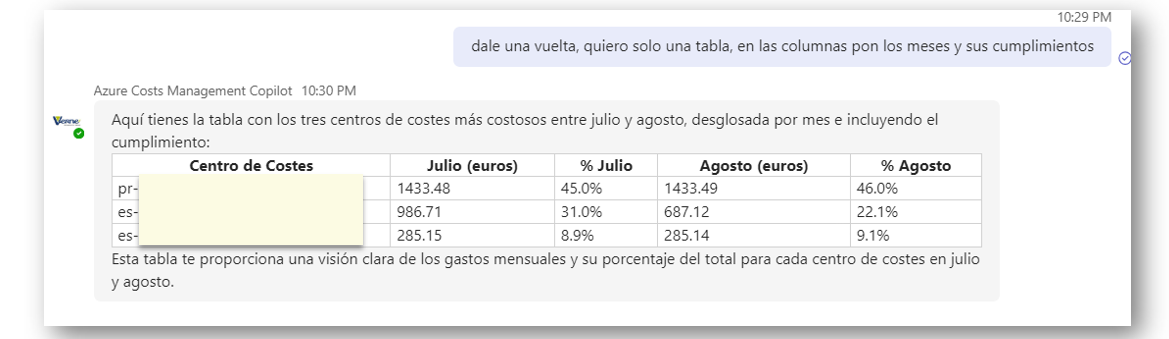 10:29 PM
dale una vuelta, quiero solo una tabla, en las columnas pon los meses y sus cumplimientos
Azure Costs Management Copilot 10:30 PM
Verne
Aquí tienes la tabla con los tres centros de costes más costosos entre julio y agosto, desglosada por mes e incluyendo el
cumplimiento:
Centro de Costes Julio (euros) % Julio Agosto (euros) % Agosto
pr- 1433.48 45.0% 1433.49 46.0%
es- 986.71 31.0% 687.12 22.1%
es- 285.15 8.9% 285.14 9.1%
Esta tabla te proporciona una visión clara de los gastos mensuales y su porcentaje del total para cada centro de costes en julio
y agosto.